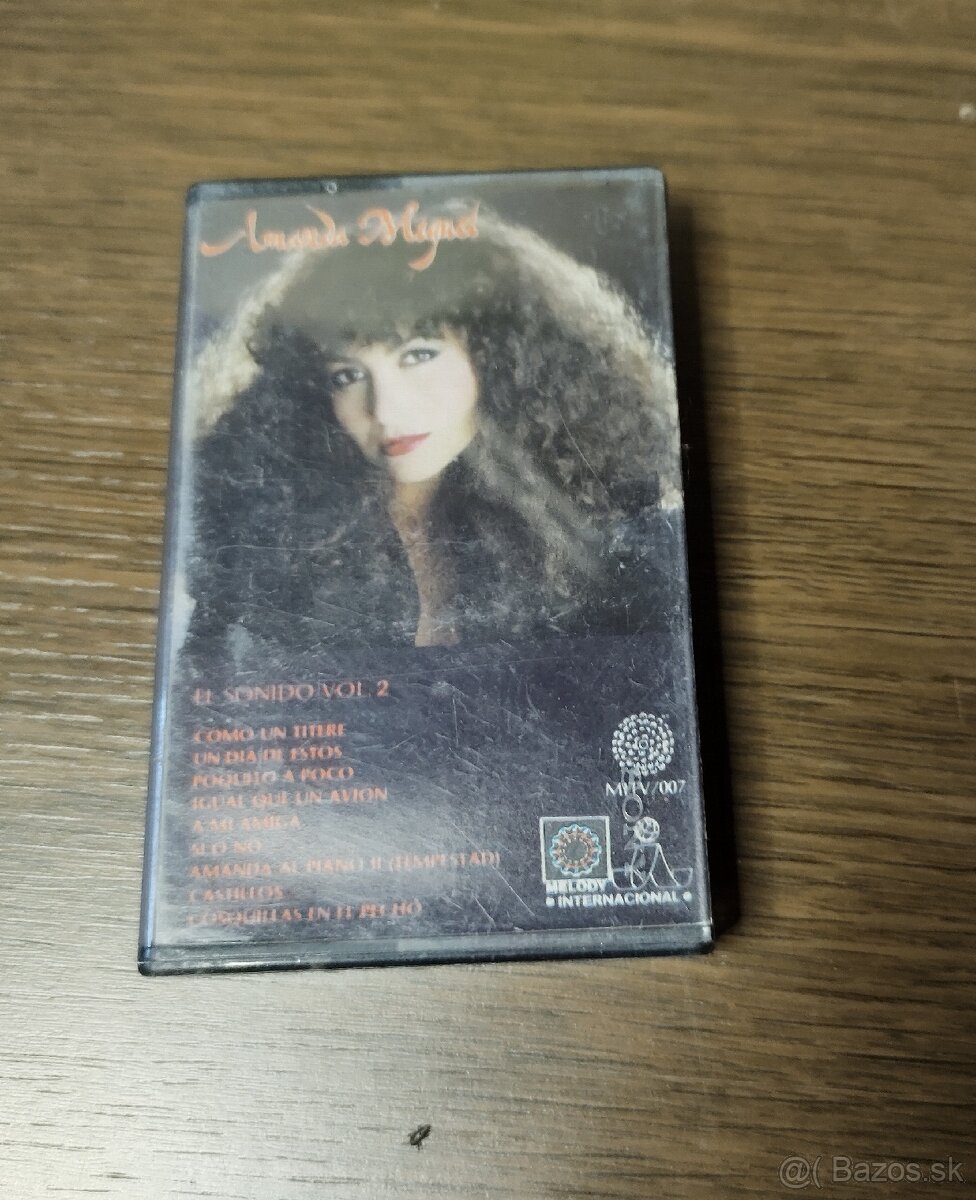 Amanda Miguel
EL SONIDO VOL. 2
COMO UN TITERE
UN DIA DE ESTOS
POQUITO A POCO
IGUAL QUE UN AVION
A MI AMIGA
SI O NO
AMANDA AL PIANO II (TEMPESTAD)
CASTILLOS
COSQUILLAS EN EL PECHO
007
MELODY
• INTERNACIONAL •
@( Bazos.sk